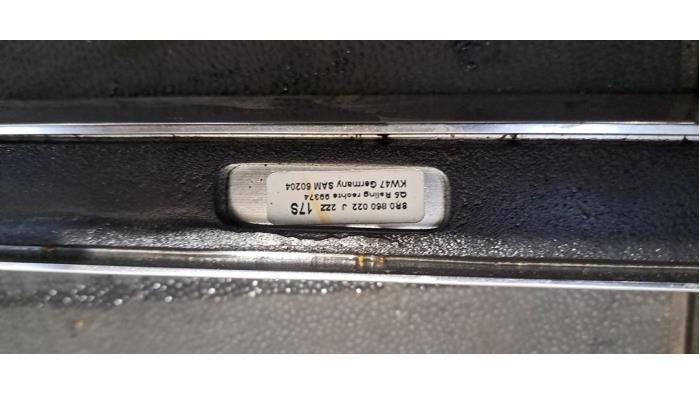 8R0 860 022 J 2ZZ 17S
Q5 Reling rechts 99374
KW47 Germany SAM 60204